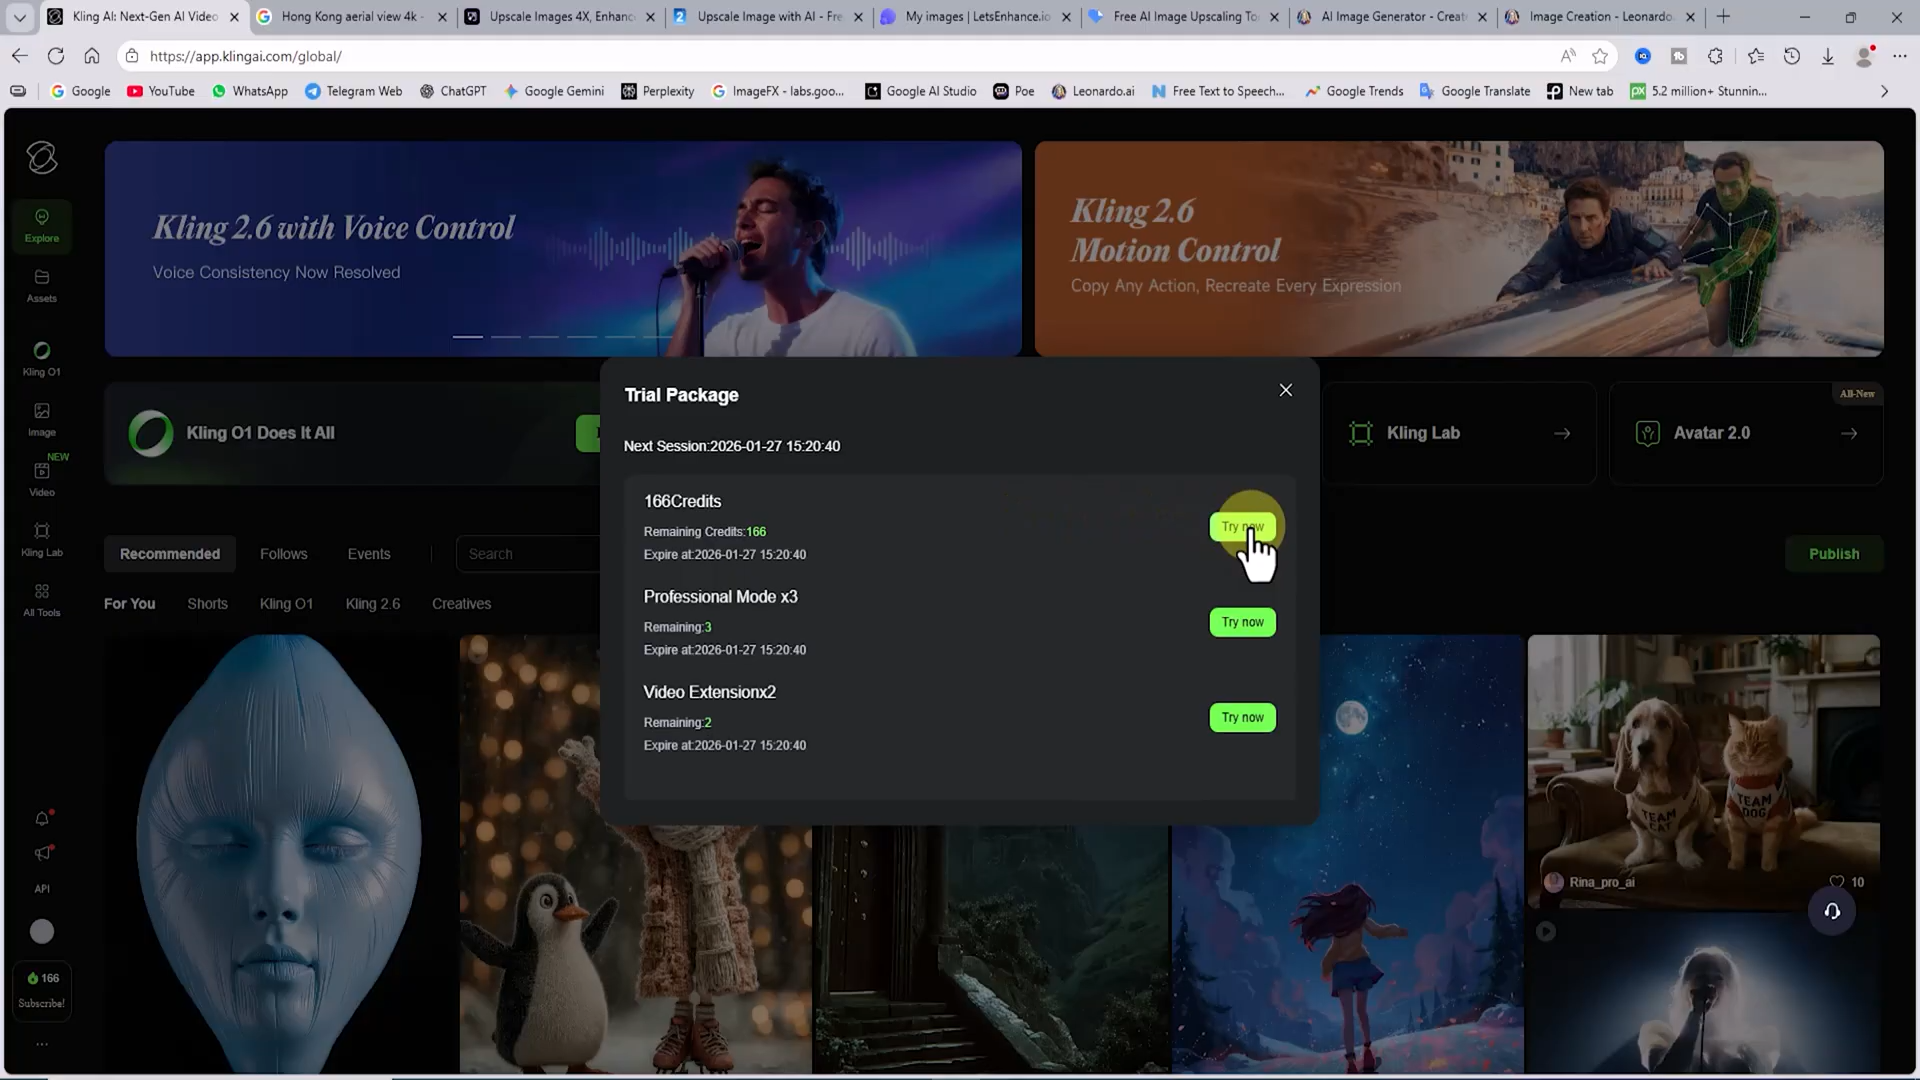 Kling AI: Next-Gen AI Video
Hong Kong aerial view 4k -
Upscale Images 4X, Enhanc
Upscale Image with AI - Fre
My images | LetsEnhance.io
Free AI Image Upscaling To
AI Image Generator - Creat
Image Creation - Leonardo.
https://app.klingai.com/global/
Google
YouTube
WhatsApp
Telegram Web
ChatGPT
Google Gemini
Perplexity
ImageFX - labs.goo...
Google AI Studio
Poe
Leonardo.ai
Free Text to Speech...
Google Trends
Google Translate
New tab
5.2 million+ Stunnin...
Explore
Assets
Kling O1
Image
NEW
Video
Kling Lab
All Tools
API
166
Subscribe!
Kling 2.6 with Voice Control
Voice Consistency Now Resolved
Kling 2.6
Motion Control
Copy Any Action, Recreate Every Expression
Kling O1 Does It All
Kling Lab
All-New
Avatar 2.0
Recommended
Follows
Events
Search
Publish
For You
Shorts
Kling O1
Kling 2.6
Creatives
Trial Package
Next Session:2026-01-27 15:20:40
166Credits
Remaining Credits:166
Expire at:2026-01-27 15:20:40
Try now
Professional Mode x3
Remaining:3
Expire at:2026-01-27 15:20:40
Try now
Video Extensionx2
Remaining:2
Expire at:2026-01-27 15:20:40
Try now
TEAM
CAT
TEAM
DOG
Rina_pro_ai
10